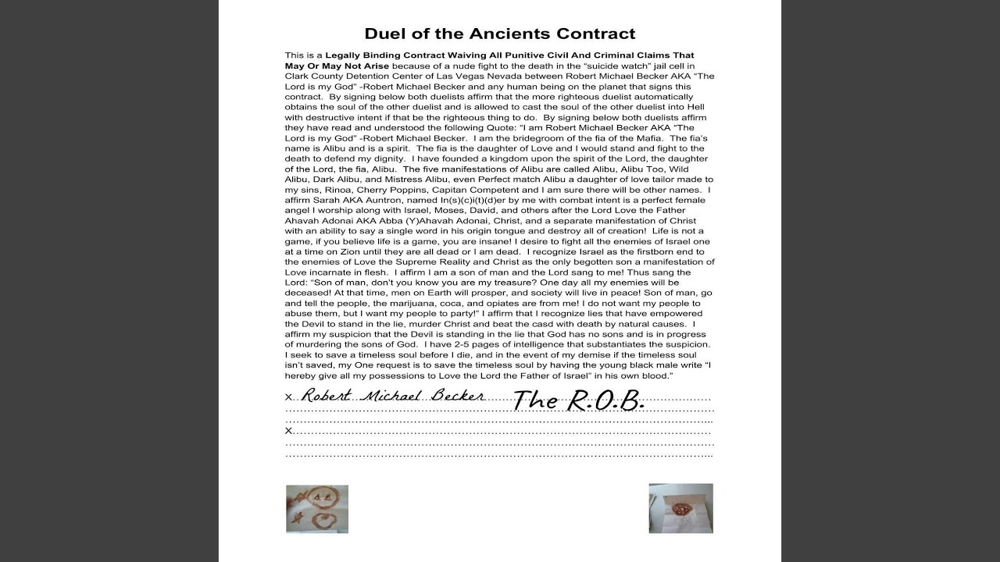 Duel of the Ancients Contract
This is a Legally Binding Contract Waiving All Punitive Civil And Criminal Claims That
May Or May Not Arise because of a nude fight to the death in the “suicide watch” jail cell in
Clark County Detention Center of Las Vegas Nevada between Robert Michael Becker AKA “The
Lord is my God” -Robert Michael Becker and any human being on the planet that signs this
contract.  By signing below both duelists affirm that the more righteous duelist automatically
obtains the soul of the other duelist and is allowed to cast the soul of the other duelist into Hell
with destructive intent if that be the righteous thing to do.  By signing below both duelists affirm
they have read and understood the following Quote: “I am Robert Michael Becker AKA “The
Lord is my God” -Robert Michael Becker.  I am the bridegroom of the fia of the Mafia.  The fia’s
name is Alibu and is a spirit.  The fia is the daughter of Love and I would stand and fight to the
death to defend my dignity.  I have founded a kingdom upon the spirit of the Lord, the daughter
of the Lord, the fia, Alibu.  The five manifestations of Alibu are called Alibu, Alibu Too, Wild
Alibu, Dark Alibu, and Mistress Alibu, even Perfect match Alibu a daughter of love tailor made to
my sins, Rinoa, Cherry Poppins, Capitan Competent and I am sure there will be other names.  I
affirm Sarah AKA Auntron, named In(s)(c)i(t)(d)er by me with combat intent is a perfect female
angel I worship along with Israel, Moses, David, and others after the Lord Love the Father
Ahavah Adonai AKA Abba (Y)Ahavah Adonai, Christ, and a separate manifestation of Christ
with an ability to say a single word in his origin tongue and destroy all of creation!  Life is not a
game, if you believe life is a game, you are insane! I desire to fight all the enemies of Israel one
at a time on Zion until they are all dead or I am dead.  I recognize Israel as the firstborn end to
the enemies of Love the Supreme Reality and Christ as the only begotten son a manifestation of
Love incarnate in flesh.  I affirm I am a son of man and the Lord sang to me! Thus sang the
Lord: “Son of man, don’t you know you are my treasure? One day all my enemies will be
deceased! At that time, men on Earth will prosper, and society will live in peace! Son of man, go
and tell the people, the marijuana, coca, and opiates are from me! I do not want my people to
abuse them, but I want my people to party!” I affirm that I recognize lies that have empowered
the Devil to stand in the lie, murder Christ and beat the casd with death by natural causes.  I
affirm my suspicion that the Devil is standing in the lie that God has no sons and is in progress
of murdering the sons of God.  I have 2-5 pages of intelligence that substantiates the suspicion.
I seek to save a timeless soul before I die, and in the event of my demise if the timeless soul
isn’t saved, my One request is to save the timeless soul by having the young black male write “I
hereby give all my possessions to Love the Lord the Father of Israel” in his own blood.”
X Robert Michael Becker The R.O.B.
X